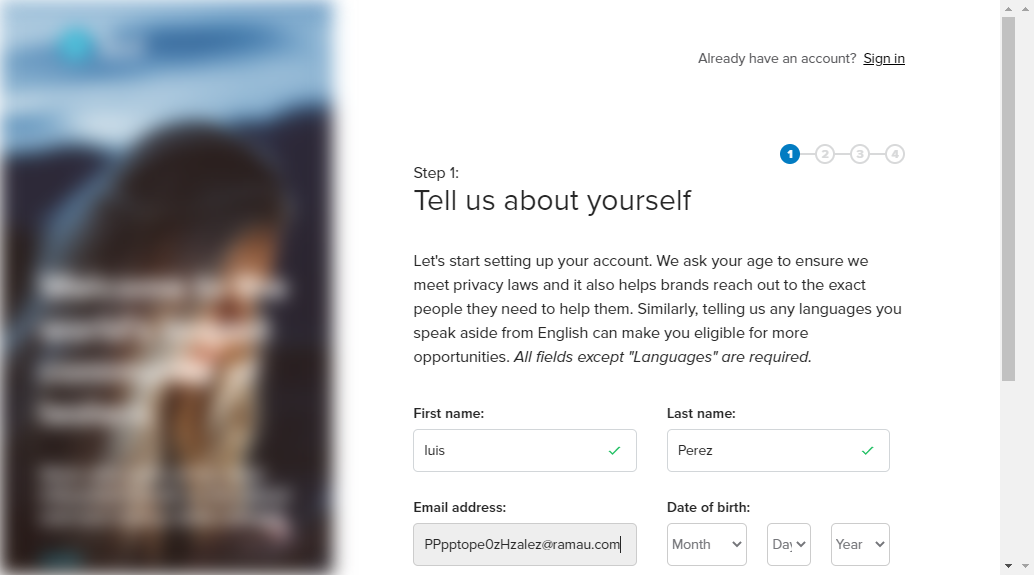 Already have an account? Sign in
1 2 3 4
Step 1:
Tell us about yourself
Let's start setting up your account. We ask your age to ensure we
meet privacy laws and it also helps brands reach out to the exact
people they need to help them. Similarly, telling us any languages you
speak aside from English can make you eligible for more
opportunities. All fields except "Languages" are required.
First name: Last name:
luis Perez
Email address: Date of birth:
PPpptope0zHzalez@ramau.com Month Day Year